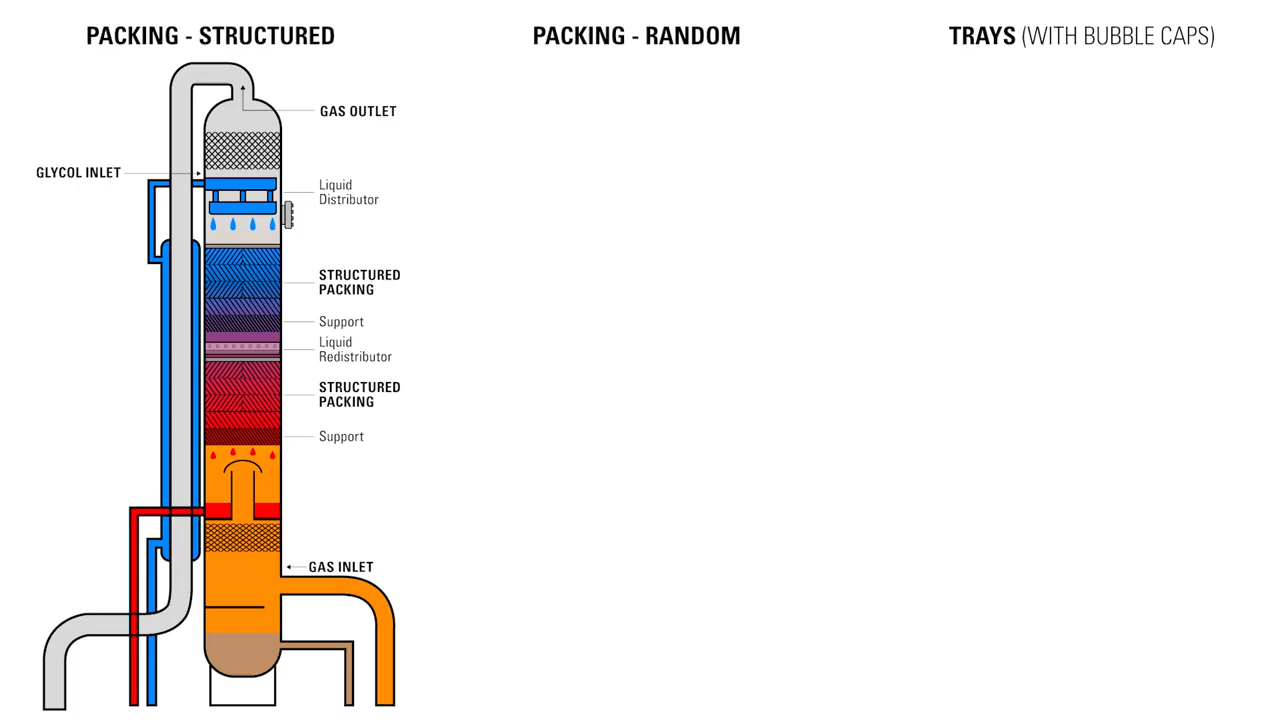 PACKING - STRUCTURED
PACKING - RANDOM
TRAYS (WITH BUBBLE CAPS)
GAS OUTLET
GLYCOL INLET
Liquid
Distributor
STRUCTURED
PACKING
Support
Liquid
Redistributor
STRUCTURED
PACKING
Support
GAS INLET